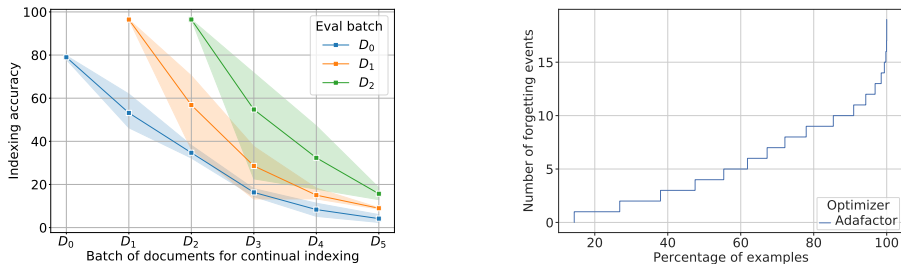 100
80
60
40
20
0
Indexing accuracy
Eval batch
D0
D1
D2
D0 D1 D2 D3 D4 D5
Batch of documents for continual indexing
15
10
5
0
Number of forgetting events
Optimizer
Adafactor
20 40 60 80 100
Percentage of examples